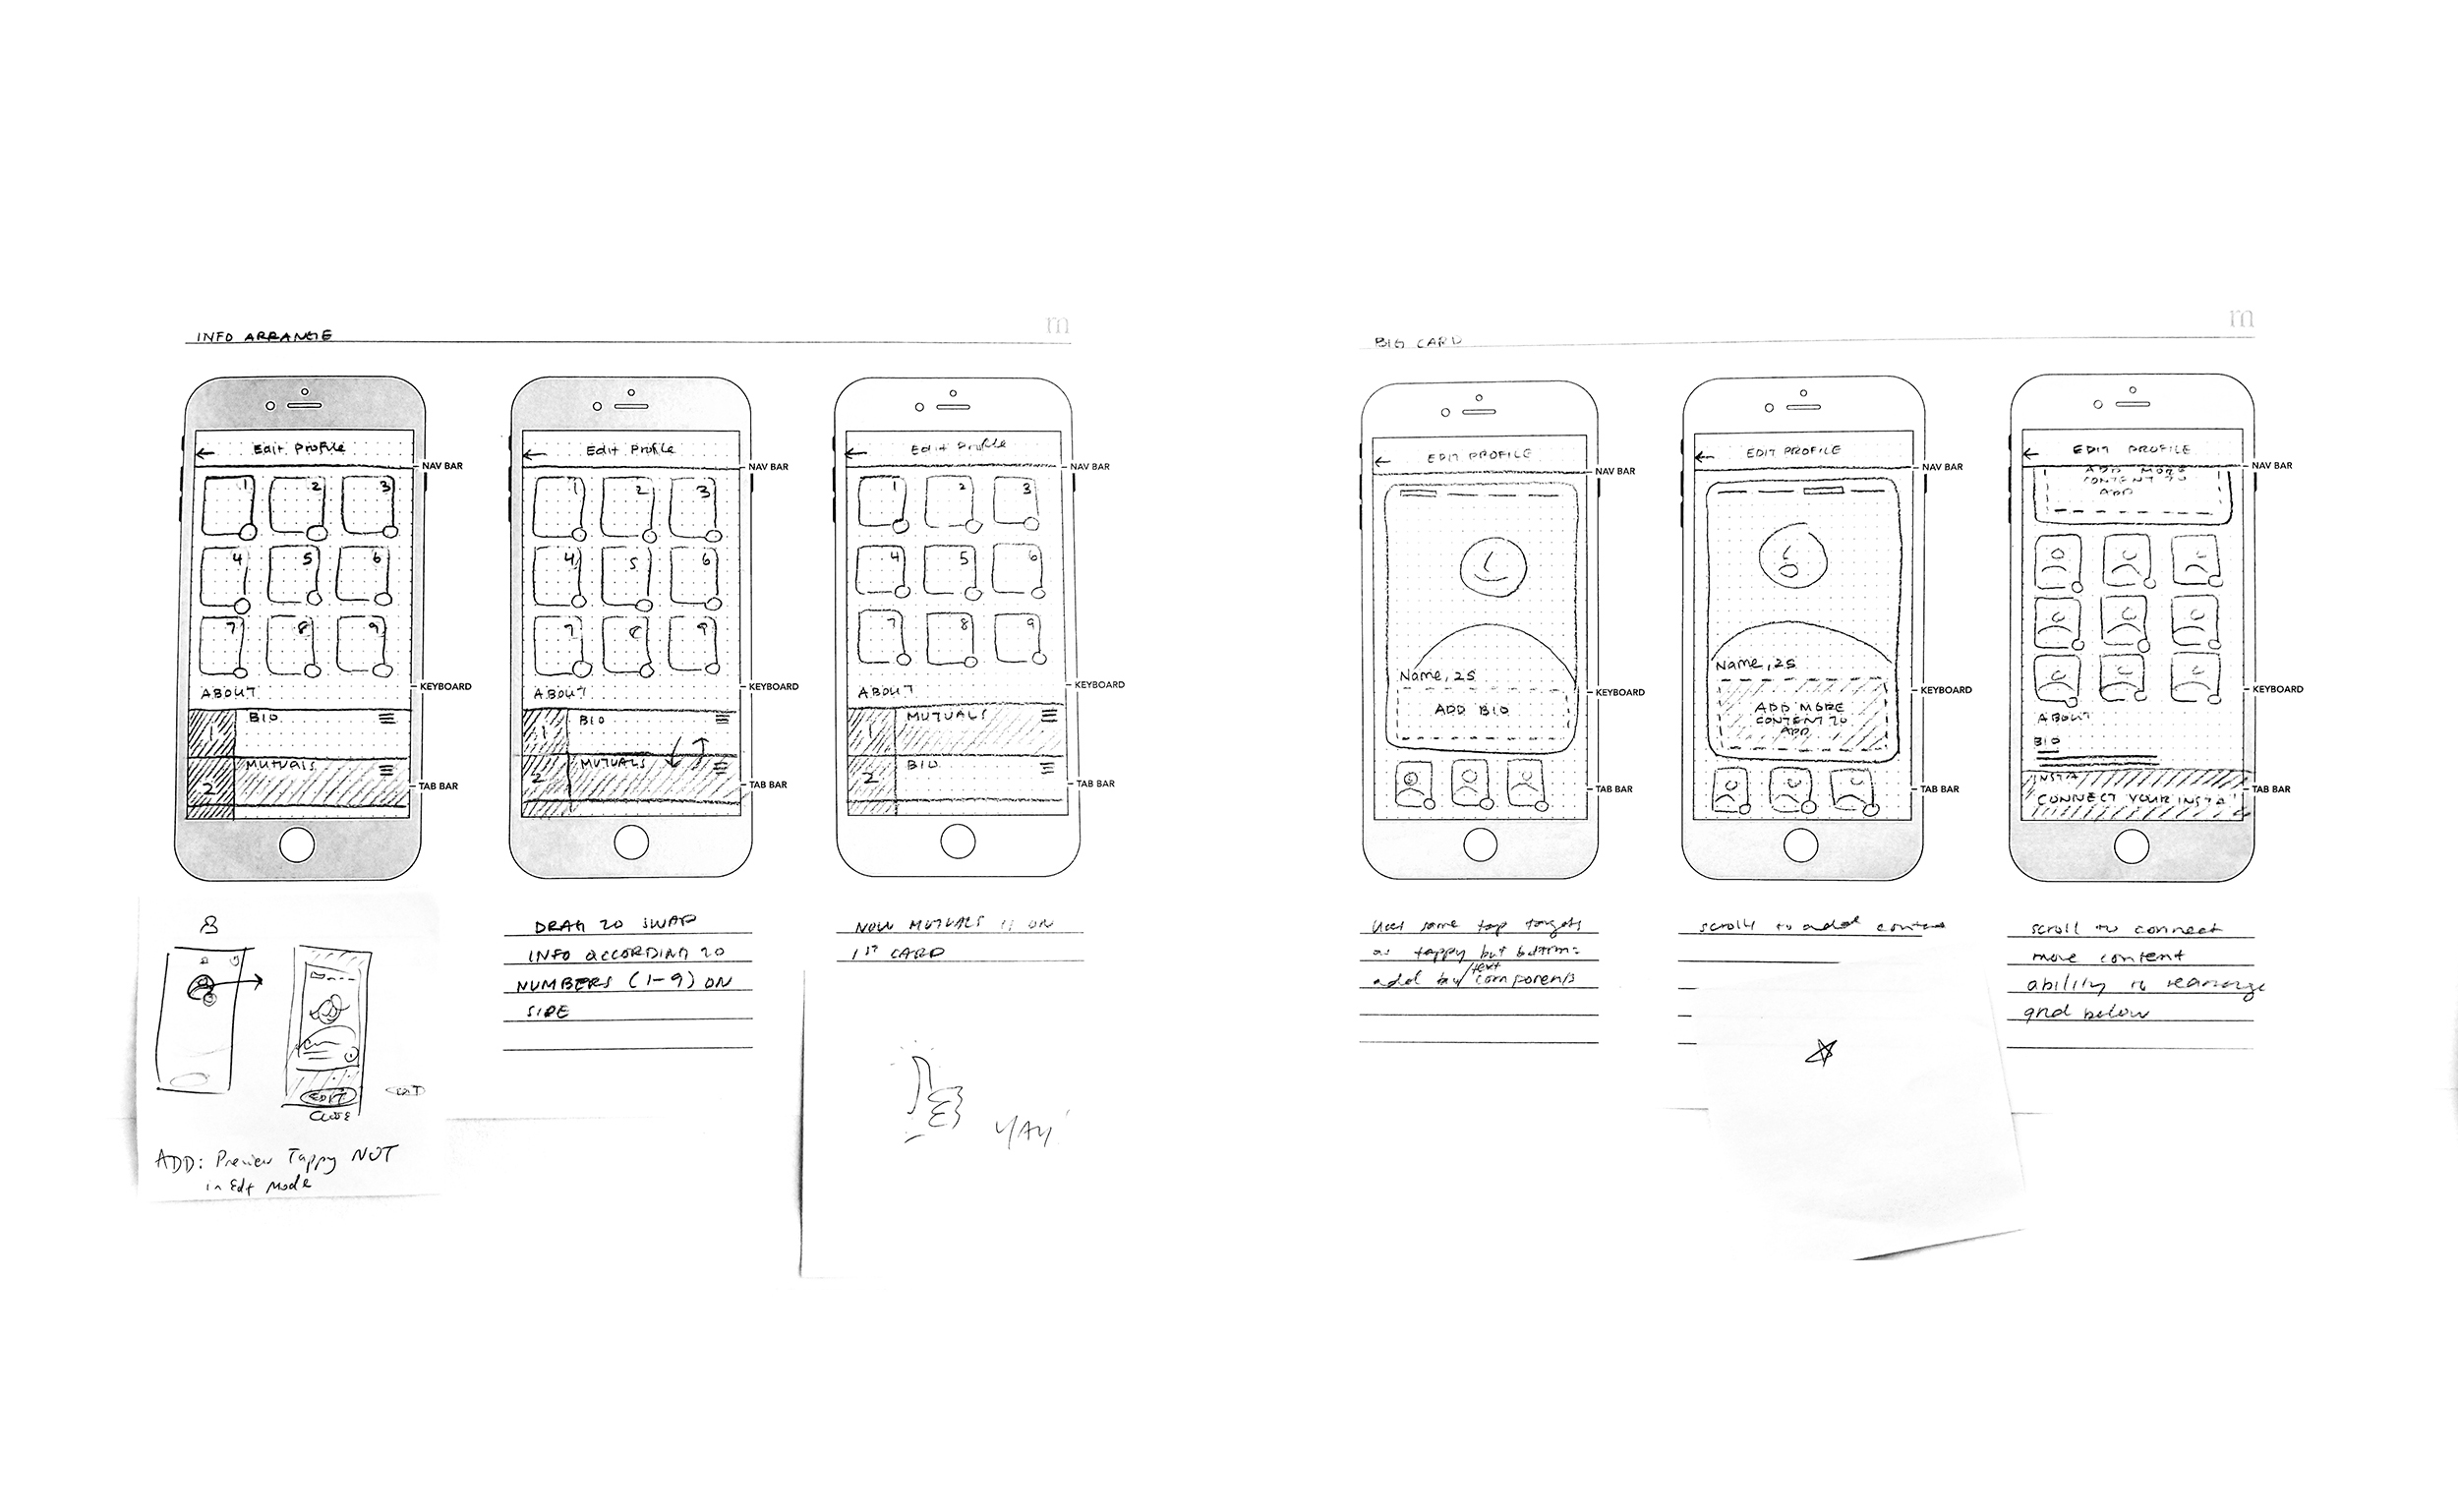 INFO ARRANGE
m
Edit Profile
NAV BAR
1 2 3
4 5 6
7 8 9
KEYBOARD
ABOUT
1 BIO
2 MUTUALS
TAB BAR
ADD: Preview Tappy NOT
in Edit Mode
EDIT
Edit Profile
NAV BAR
1 2 3
4 5 6
7 8 9
KEYBOARD
ABOUT
1 BIO
2 MUTUALS
TAB BAR
DRAG TO SWAP
INFO ACCORDING TO
NUMBERS (1-9) ON
SIDE
Edit Profile
NAV BAR
1 2 3
4 5 6
7 8 9
KEYBOARD
ABOUT
1 MUTUALS
2 BIO
TAB BAR
NOW MUTUALS IS ON
1ST CARD
YAY
BIG CARD
m
EDIT PROFILE
NAV BAR
Name, 25
KEYBOARD
ADD BIO
TAB BAR
Uses same tap targets
as tappy but buttons
text
add components
EDIT PROFILE
NAV BAR
Name, 25
KEYBOARD
ADD MORE
CONTENT TO
ADD
TAB BAR
scrolls to add content
EDIT PROFILE
NAV BAR
ADD MORE
CONTENT TO
ADD
KEYBOARD
ABOUT
BIO
INSTA
CONNECT YOUR INSTA
TAB BAR
scroll to connect
more content
ability to rearrange
grid below